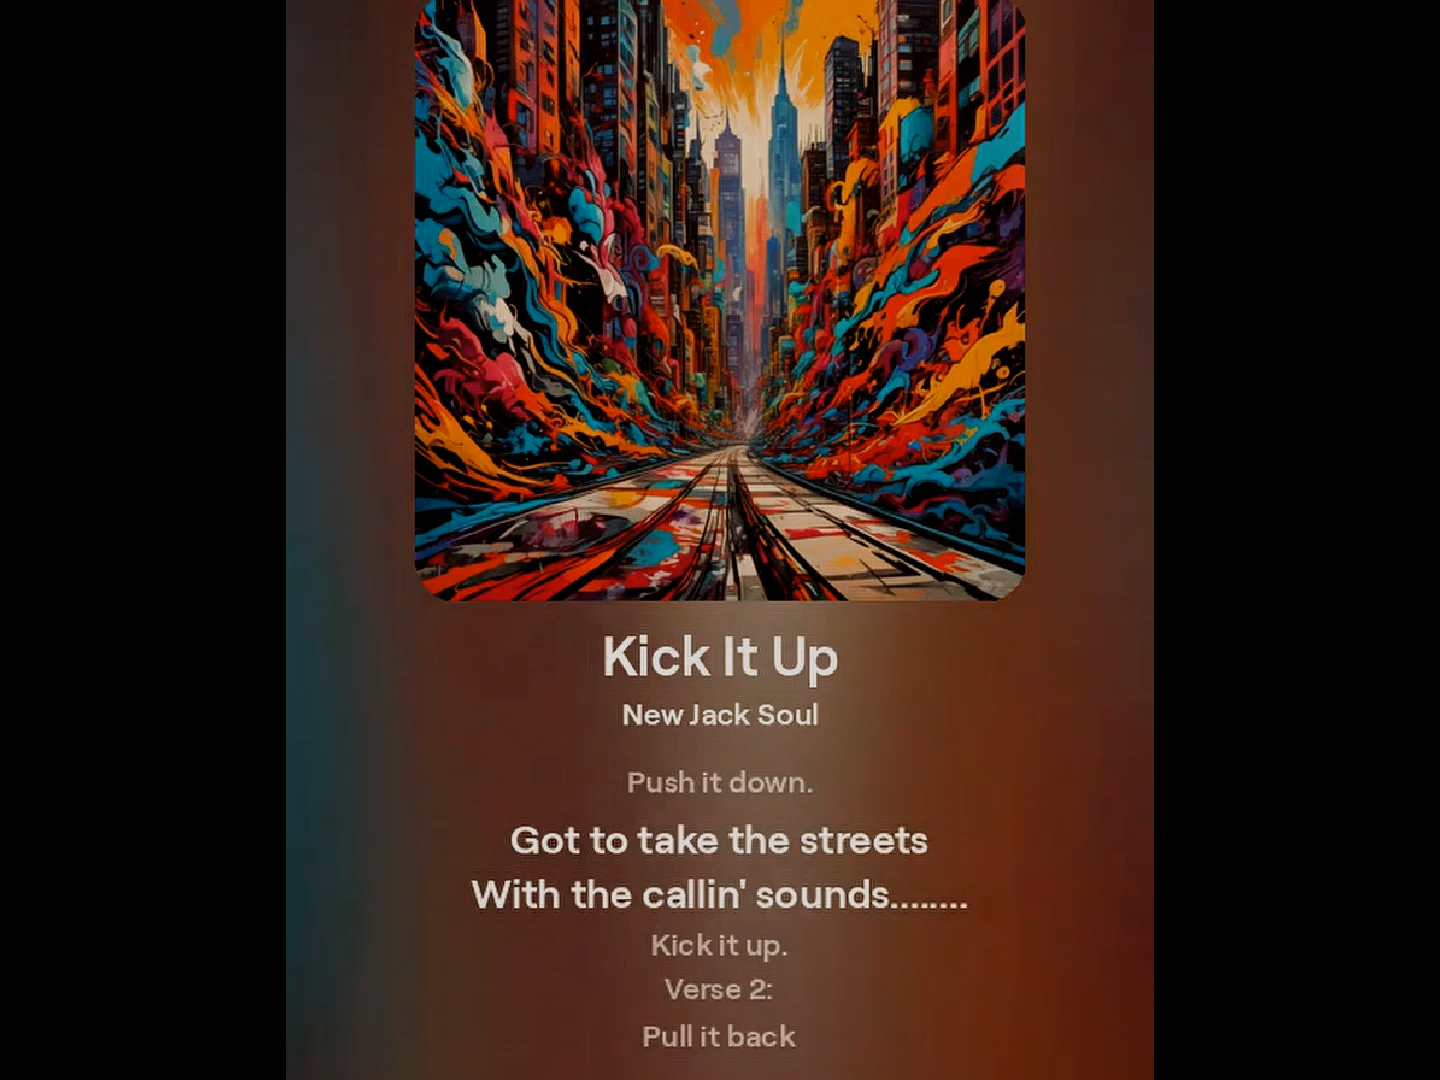 Kick It Up
New Jack Soul
Push it down.
Got to take the streets
With the callin' sounds........
Kick it up.
Verse 2:
Pull it back